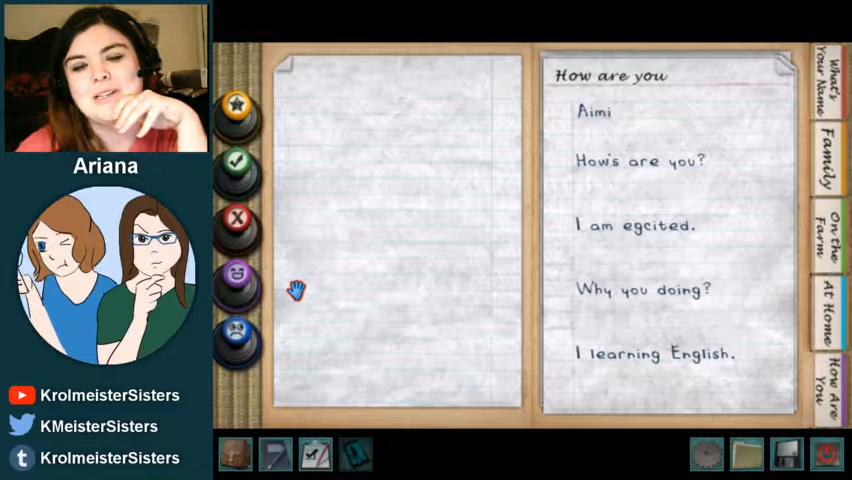 Ariana
KrolmeisterSisters
KMeisterSisters
KrolmeisterSisters
How are you
Aimi
How's are you?
I am egcited.
Why you doing?
I learning English.
What's Your Name
Family
On the Farm
At Home
How Are You